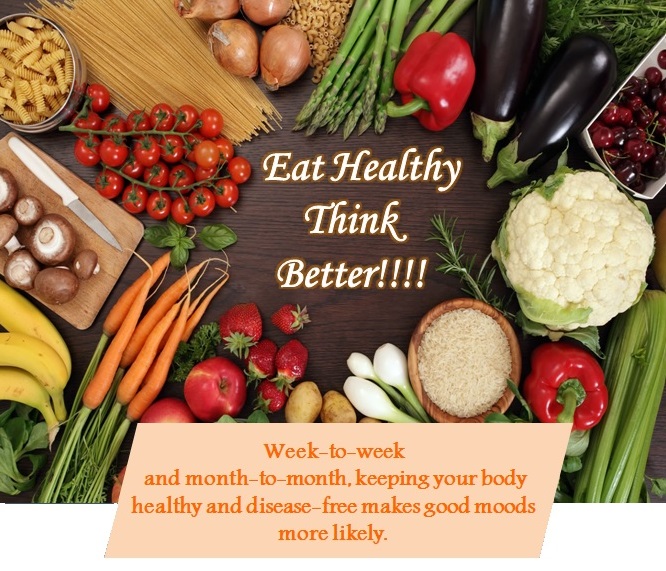 Eat Healthy
Think
Better!!!!
Week-to-week
and month-to-month, keeping your body
healthy and disease-free makes good moods
more likely.